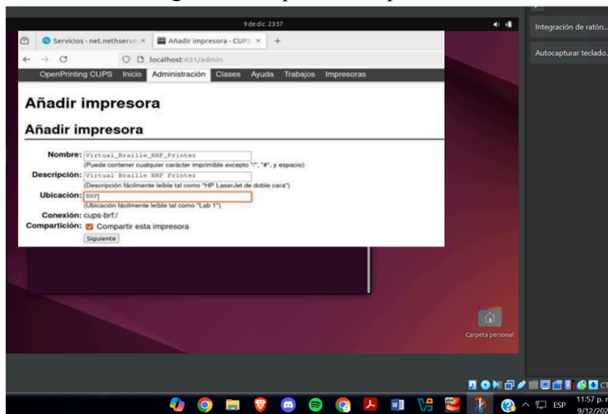 9 de dic 23:57
Servicios - net.nethserve × Añadir impresora - CUPS × +
localhost:631/admin
OpenPrinting CUPS Inicio Administración Clases Ayuda Trabajos Impresoras
Añadir impresora
Añadir impresora
Nombre: Virtual_Braille_BRF_Printer
(Puede contener cualquier carácter imprimible excepto "/", "#", y espacio)
Descripción: Virtual Braille BRF Printer
(Descripción fácilmente leíble tal como "HP LaserJet de doble cara")
Ubicación: BRF
(Ubicación fácilmente leíble tal como "Lab 1")
Conexión: cups-brf:/
Compartición: Compartir esta impresora
Siguiente
Carpeta personal
Integración de ratón...
Autocapturar teclado.
ESP
11:57 p.
9/12/202